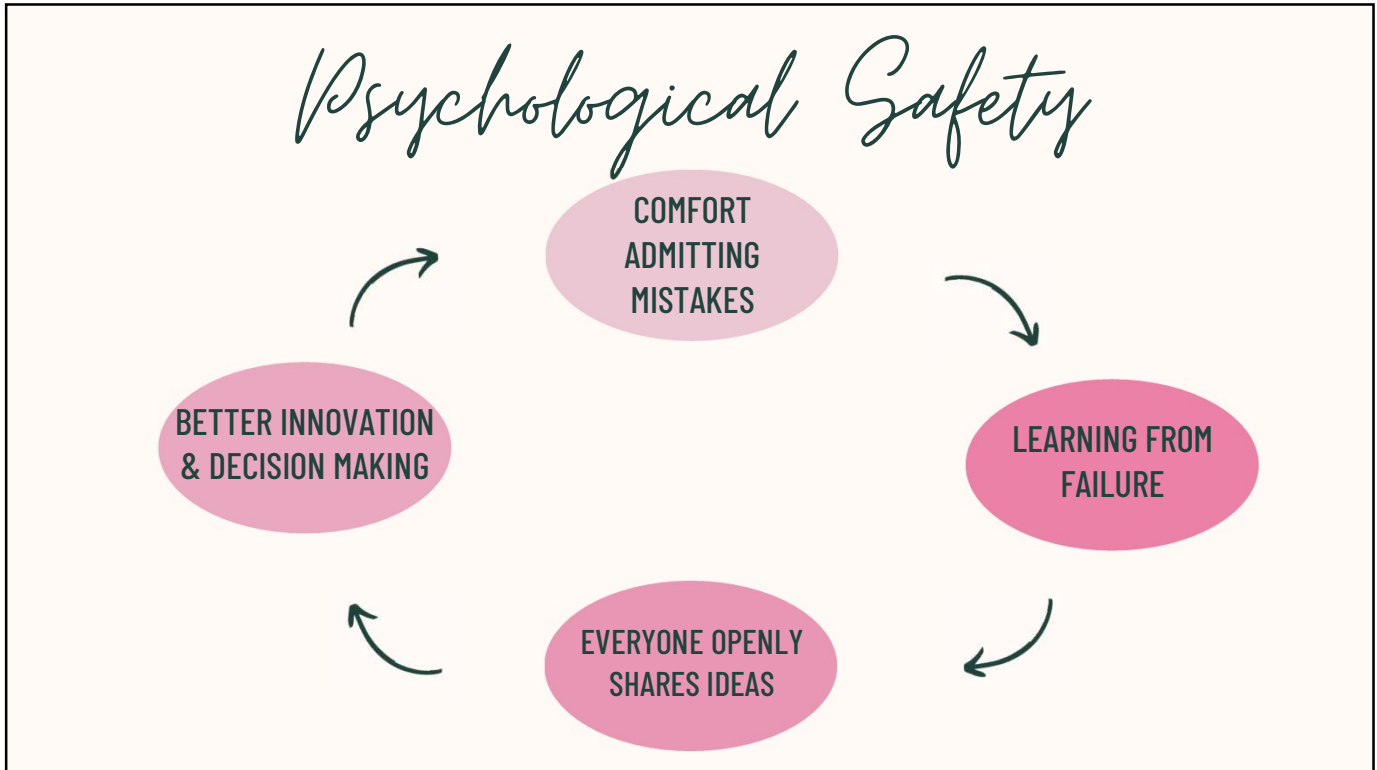 Psychological Safety
COMFORT
ADMITTING
MISTAKES
BETTER INNOVATION
& DECISION MAKING
LEARNING FROM
FAILURE
EVERYONE OPENLY
SHARES IDEAS